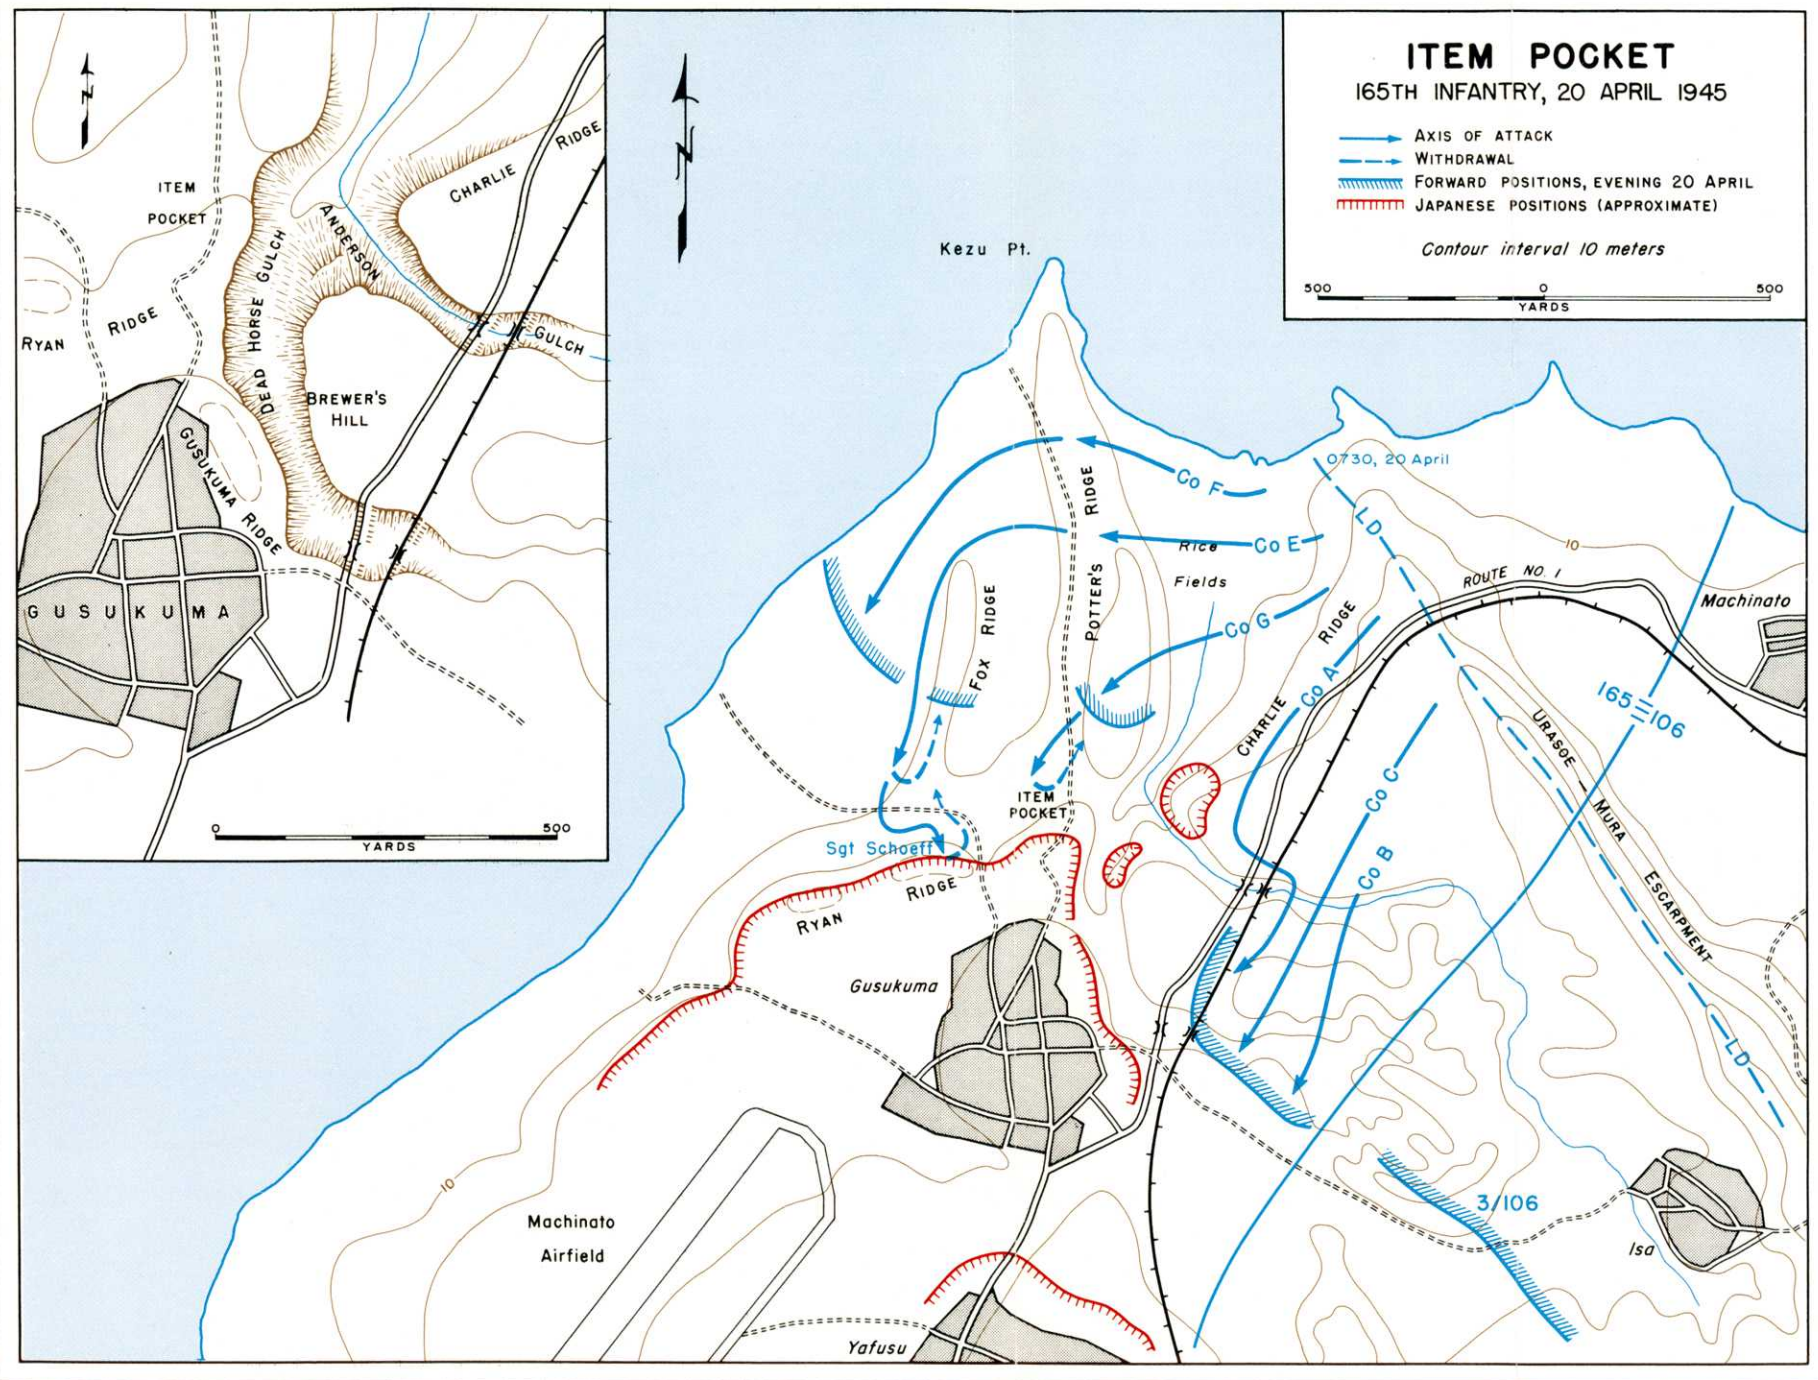 ITEM POCKET
165TH INFANTRY, 20 APRIL 1945
AXIS OF ATTACK
WITHDRAWAL
FORWARD POSITIONS, EVENING 20 APRIL
JAPANESE POSITIONS (APPROXIMATE)
Contour interval 10 meters
500 0 500
YARDS
N
ITEM
POCKET
CHARLIE RIDGE
ANDERSON GULCH
DEAD HORSE GULCH
RYAN RIDGE
BREWER'S
HILL
GUSUKUMA RIDGE
GUSUKUMA
0 500
YARDS
N
Kezu Pt.
0730, 20 April
Co F
LD
Co E
Rice
Fields
10
ROUTE NO. 1
Machinato
POTTER'S RIDGE
FOX RIDGE
Co G
CHARLIE RIDGE
Co A
165 = 106
URASOE - MURA ESCARPMENT
Co C
ITEM
POCKET
Sgt Schoeff
Co B
RYAN RIDGE
Gusukuma
LD
10
Machinato
Airfield
3/106
Isa
Yafusu